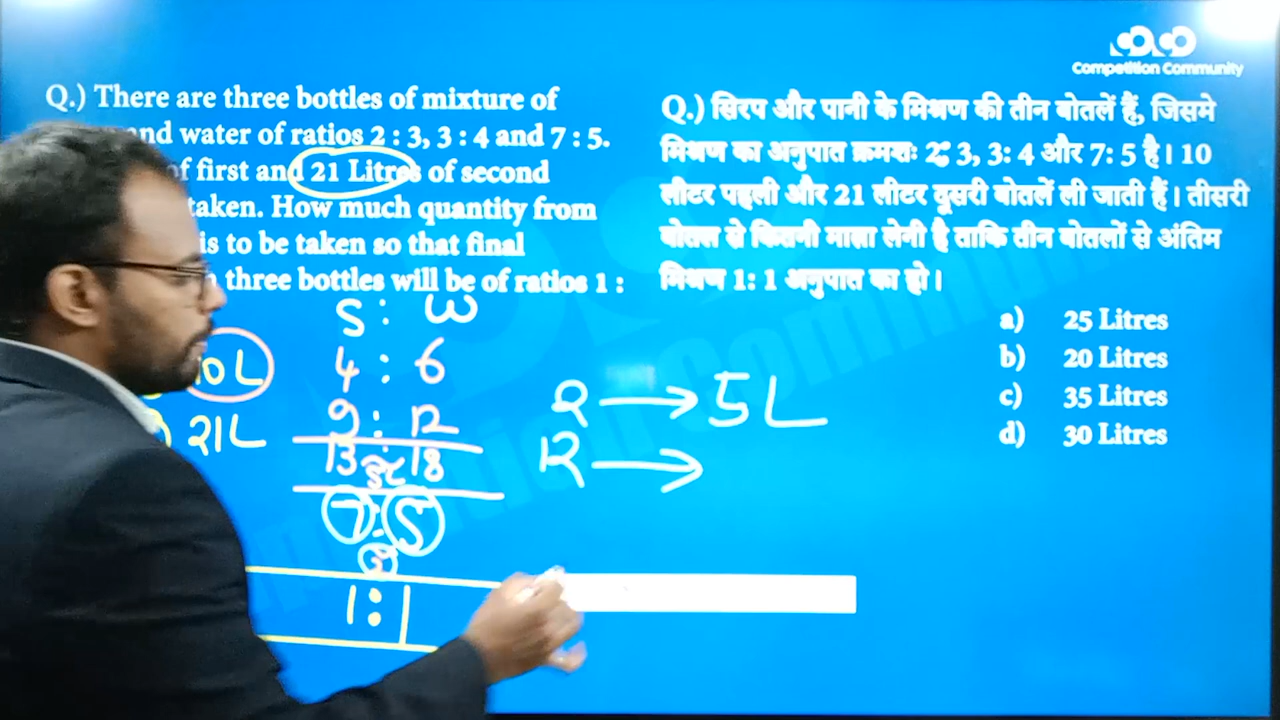 Competition Community
Q.) There are three bottles of mixture of
and water of ratios 2 : 3, 3 : 4 and 7 : 5.
of first and 21 Litres of second
taken. How much quantity from
is to be taken so that final
three bottles will be of ratios 1 :
Q.) सिरप और पानी के मिश्रण की तीन बोतलें हैं, जिसमे
मिश्रण का अनुपात क्रमशः 2: 3, 3: 4 और 7: 5 है। 10
लीटर पहली और 21 लीटर दूसरी बोतलें ली जाती हैं। तीसरी
बोतल से कितनी मात्रा लेनी है ताकि तीन बोतलों से अंतिम
मिश्रण 1: 1 अनुपात का हो।
a) 25 Litres
b) 20 Litres
c) 35 Litres
d) 30 Litres
S : W
10L 4 : 6
21L 9 : 12
13 : 18
7 : 5
2
1 : 1
2 → 5L
12 →